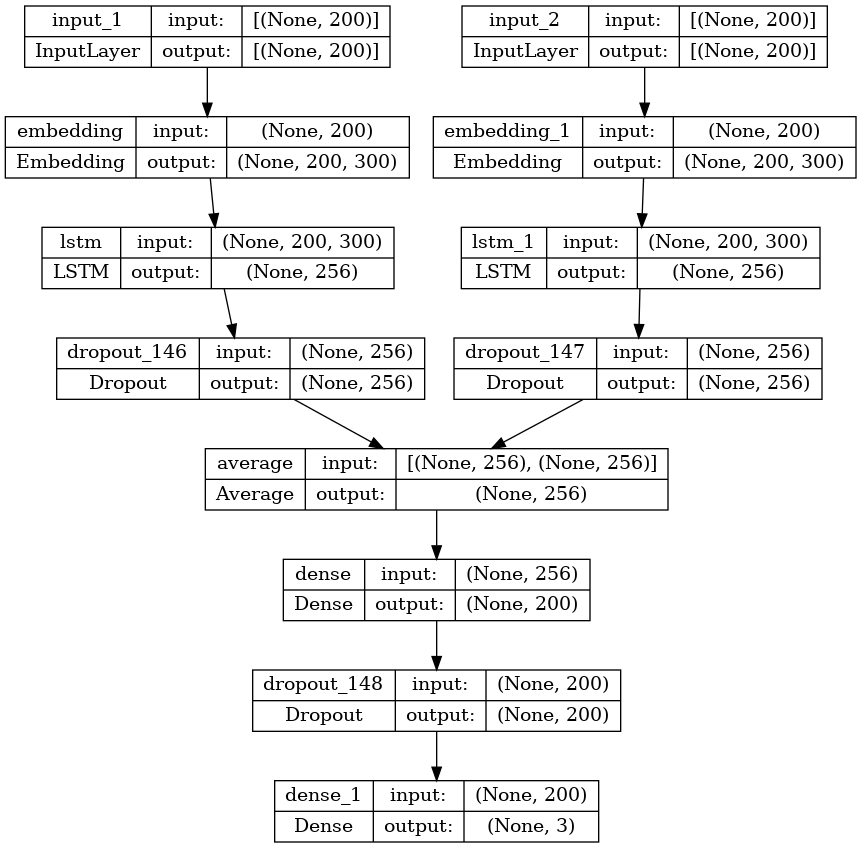 input_1 input: [(None, 200)]
InputLayer output: [(None, 200)]
input_2 input: [(None, 200)]
InputLayer output: [(None, 200)]
embedding input: (None, 200)
Embedding output: (None, 200, 300)
embedding_1 input: (None, 200)
Embedding output: (None, 200, 300)
lstm input: (None, 200, 300)
LSTM output: (None, 256)
lstm_1 input: (None, 200, 300)
LSTM output: (None, 256)
dropout_146 input: (None, 256)
Dropout output: (None, 256)
dropout_147 input: (None, 256)
Dropout output: (None, 256)
average input: [(None, 256), (None, 256)]
Average output: (None, 256)
dense input: (None, 256)
Dense output: (None, 200)
dropout_148 input: (None, 200)
Dropout output: (None, 200)
dense_1 input: (None, 200)
Dense output: (None, 3)